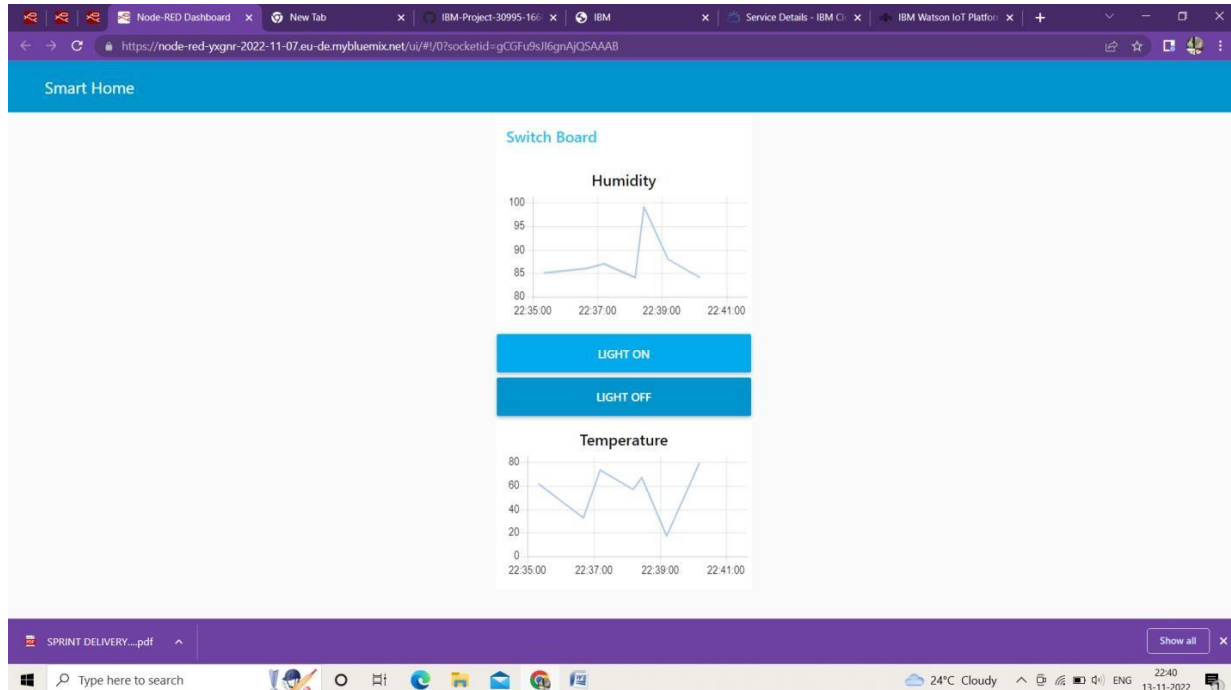 Node-RED Dashboard
New Tab
IBM-Project-30995-166
IBM
Service Details - IBM Cl
IBM Watson IoT Platfor
https://node-red-yxgnr-2022-11-07.eu-de.mybluemix.net/ui/#!/0?socketid=gCGFu9sJI6gnAjQSAAAB
Smart Home
Switch Board
Humidity
100
95
90
85
80
22:35:00 22:37:00 22:39:00 22:41:00
LIGHT ON
LIGHT OFF
Temperature
80
60
40
20
0
22:35:00 22:37:00 22:39:00 22:41:00
SPRINT DELIVERY....pdf
Show all
Type here to search
24°C Cloudy
ENG
22:40
13-11-2022